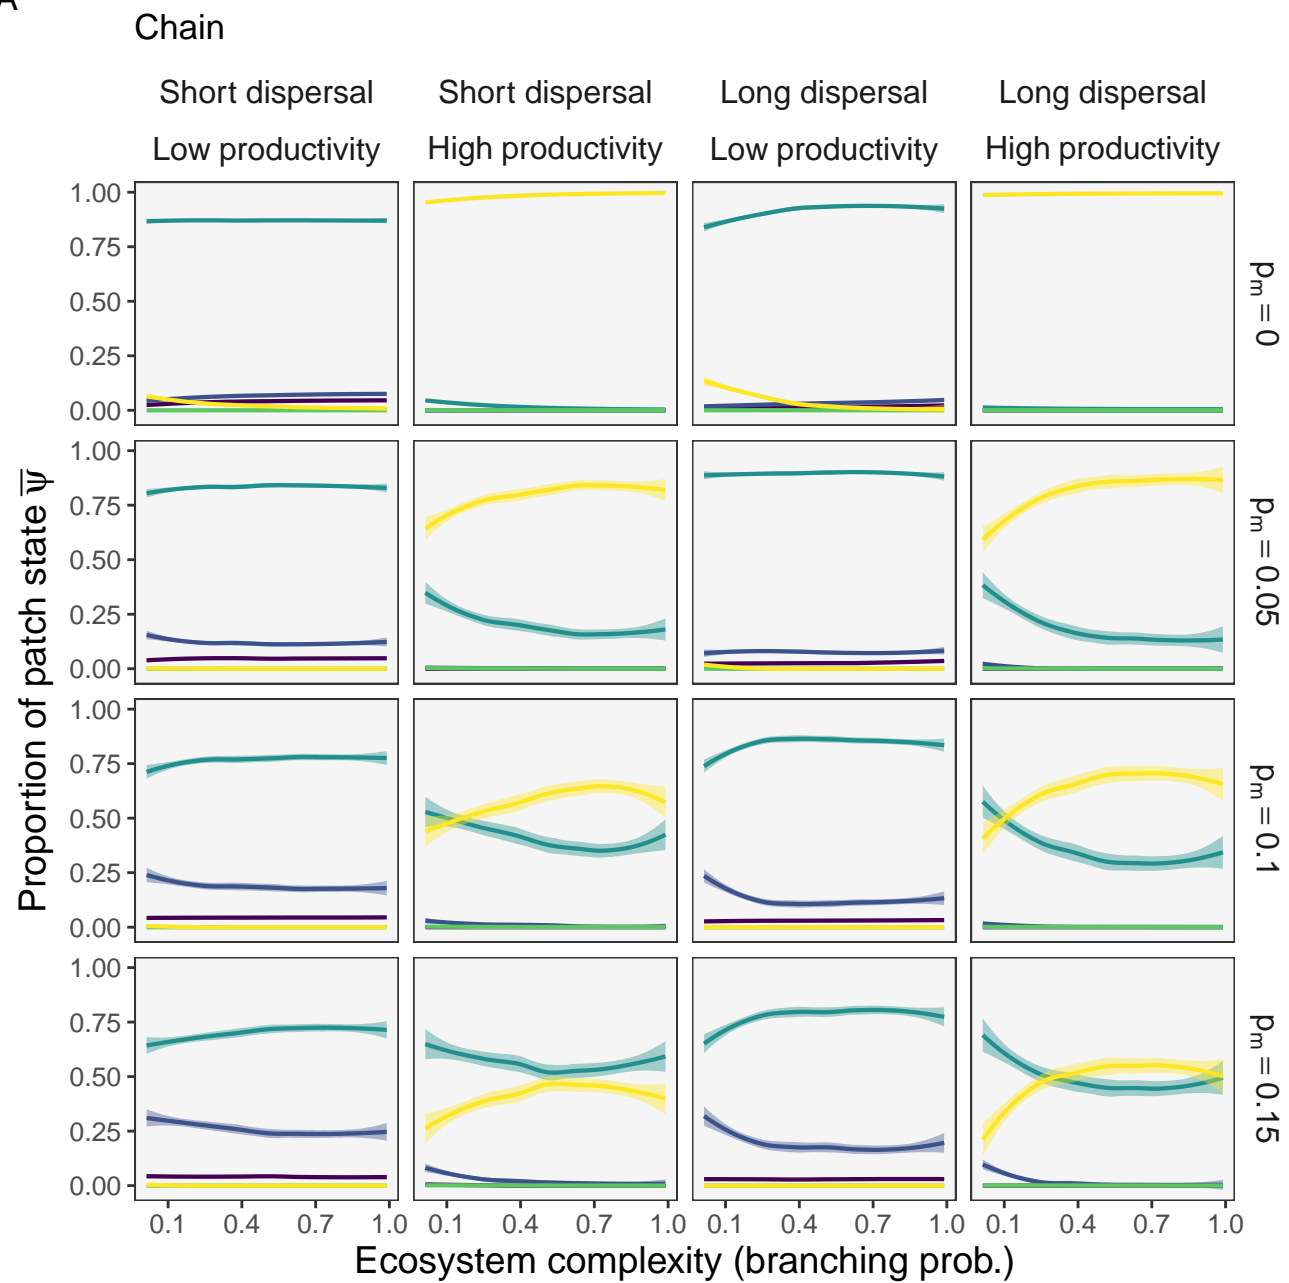 A
Chain
Short dispersal Short dispersal Long dispersal Long dispersal
Low productivity High productivity Low productivity High productivity
1.00
0.75
0.50
0.25
0.00
pm = 0
1.00
0.75
0.50
0.25
0.00
pm = 0.05
1.00
0.75
0.50
0.25
0.00
pm = 0.1
1.00
0.75
0.50
0.25
0.00
pm = 0.15
Proportion of patch state ψ̅
0.1 0.4 0.7 1.0 0.1 0.4 0.7 1.0 0.1 0.4 0.7 1.0 0.1 0.4 0.7 1.0
Ecosystem complexity (branching prob.)